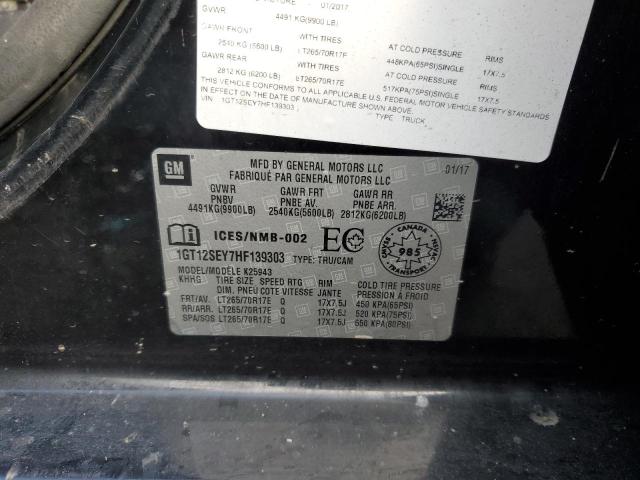 01/2017
GVWR 4491 KG(9900 LB)
GAWR FRONT WITH TIRES AT COLD PRESSURE RIMS
2540 KG (5600 LB) LT265/70R17E 448KPA(65PSI)SINGLE 17X7.5
GAWR REAR WITH TIRES AT COLD PRESSURE RIMS
2812 KG (6200 LB) LT265/70R17E 517KPA(75PSI)SINGLE 17X7.5
THIS VEHICLE CONFORMS TO ALL APPLICABLE U.S. FEDERAL MOTOR VEHICLE SAFETY STANDARDS
IN EFFECT ON THE DATE OF MANUFACTURE SHOWN ABOVE.
VIN: 1GT12SEY7HF139303 TYPE: TRUCK
GM
MFD BY GENERAL MOTORS LLC 01/17
FABRIQUÉ PAR GENERAL MOTORS LLC
GVWR GAWR FRT GAWR RR
PNBV PNBE AV. PNBE ARR.
4491KG(9900LB) 2540KG(5600LB) 2812KG(6200LB)
ICES/NMB-002 EC
CANADA
985
1GT12SEY7HF139303 TYPE: TRU/CAM
MODEL/MODÈLE K25943
KHHG TIRE SIZE SPEED RTG RIM COLD TIRE PRESSURE
DIM. PNEU COTE VITESSE JANTE PRESSION À FROID
FRT/AV. LT265/70R17E Q 17X7.5J 450 KPA(65PSI)
RR/ARR. LT265/70R17E Q 17X7.5J 520 KPA(75PSI)
SPA/SOS LT265/70R17E Q 17X7.5J 550 KPA(80PSI)